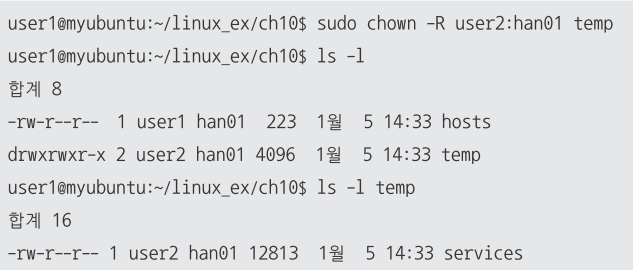 user1@myubuntu:~/linux_ex/ch10$ sudo chown -R user2:han01 temp
user1@myubuntu:~/linux_ex/ch10$ ls -l
합계 8
-rw-r--r-- 1 user1 han01 223 1월 5 14:33 hosts
drwxrwxr-x 2 user2 han01 4096 1월 5 14:33 temp
user1@myubuntu:~/linux_ex/ch10$ ls -l temp
합계 16
-rw-r--r-- 1 user2 han01 12813 1월 5 14:33 services